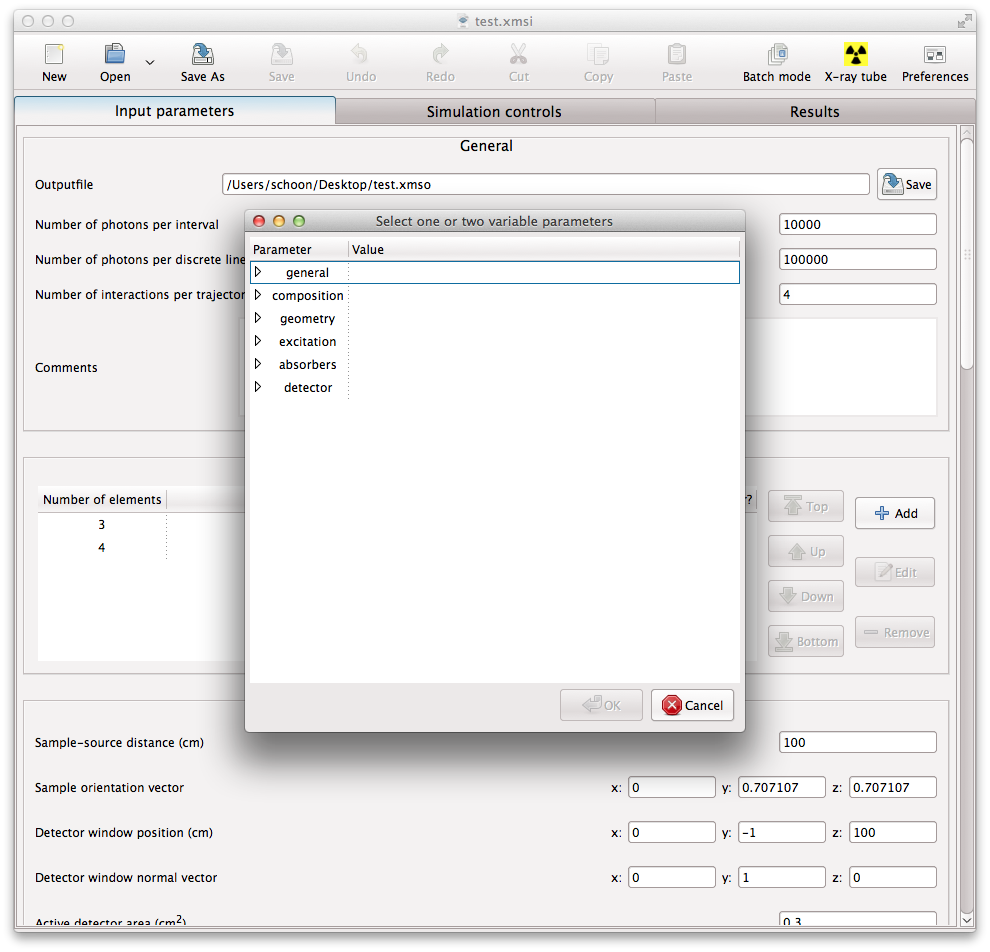 test.xmsi
New Open Save As Save Undo Redo Cut Copy Paste Batch mode X-ray tube Preferences
Input parameters Simulation controls Results
General
Outputfile /Users/schoon/Desktop/test.xmso Save
Select one or two variable parameters
Number of photons per interval 10000
Parameter Value
Number of photons per discrete line 100000
general
Number of interactions per trajector 4
composition
geometry
excitation
absorbers
Comments
detector
Number of elements r?
3
4
Top
Add
Up
Edit
Down
Remove
Bottom
OK Cancel
Sample-source distance (cm) 100
Sample orientation vector x: 0 y: 0.707107 z: 0.707107
Detector window position (cm) x: 0 y: -1 z: 100
Detector window normal vector x: 0 y: 1 z: 0
Active detector area (cm²) 0.3